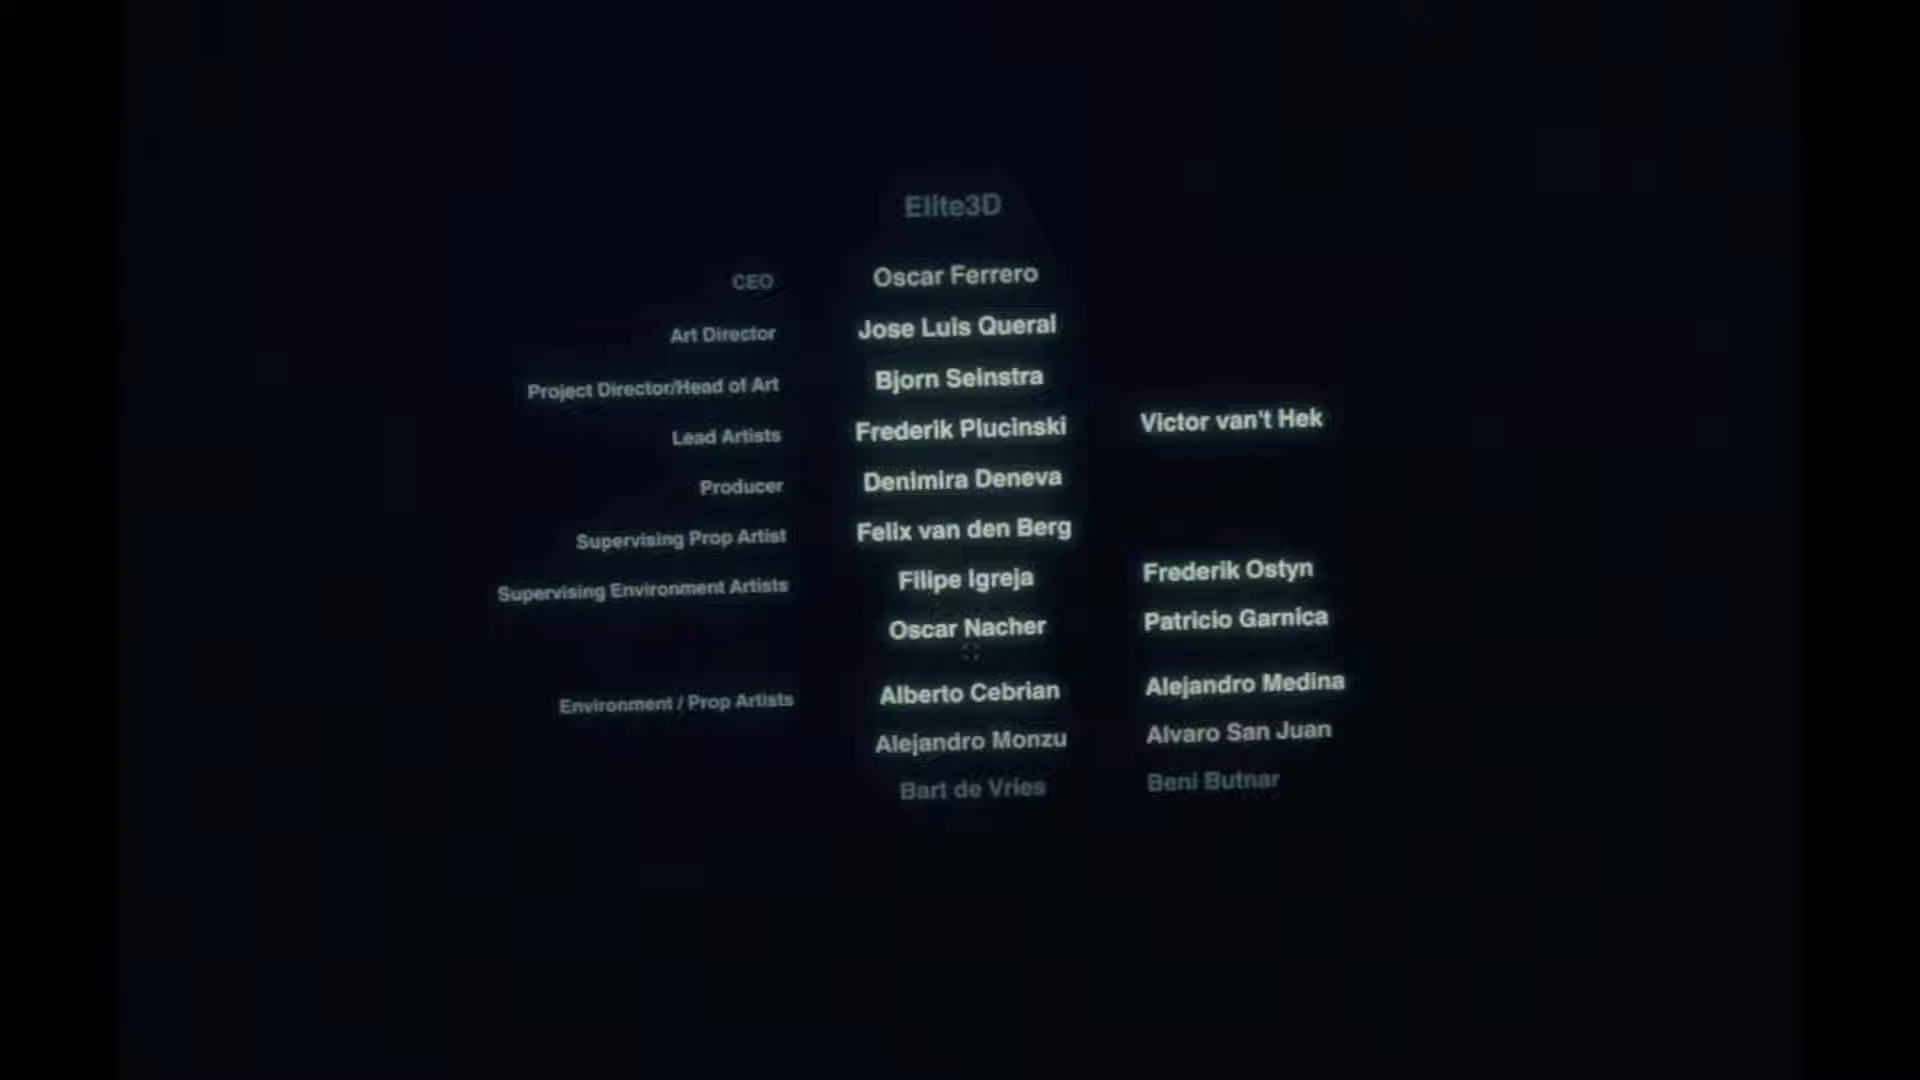 Elite3D
CEO Oscar Ferrero
Art Director Jose Luis Queral
Project Director/Head of Art Bjorn Seinstra
Lead Artists Frederik Plucinski Victor van't Hek
Producer Denimira Deneva
Supervising Prop Artist Felix van den Berg
Supervising Environment Artists Filipe Igreja Frederik Ostyn
Oscar Nacher Patricio Garnica
Environment / Prop Artists Alberto Cebrian Alejandro Medina
Alejandro Monzu Alvaro San Juan
Bart de Vries Beni Butnar